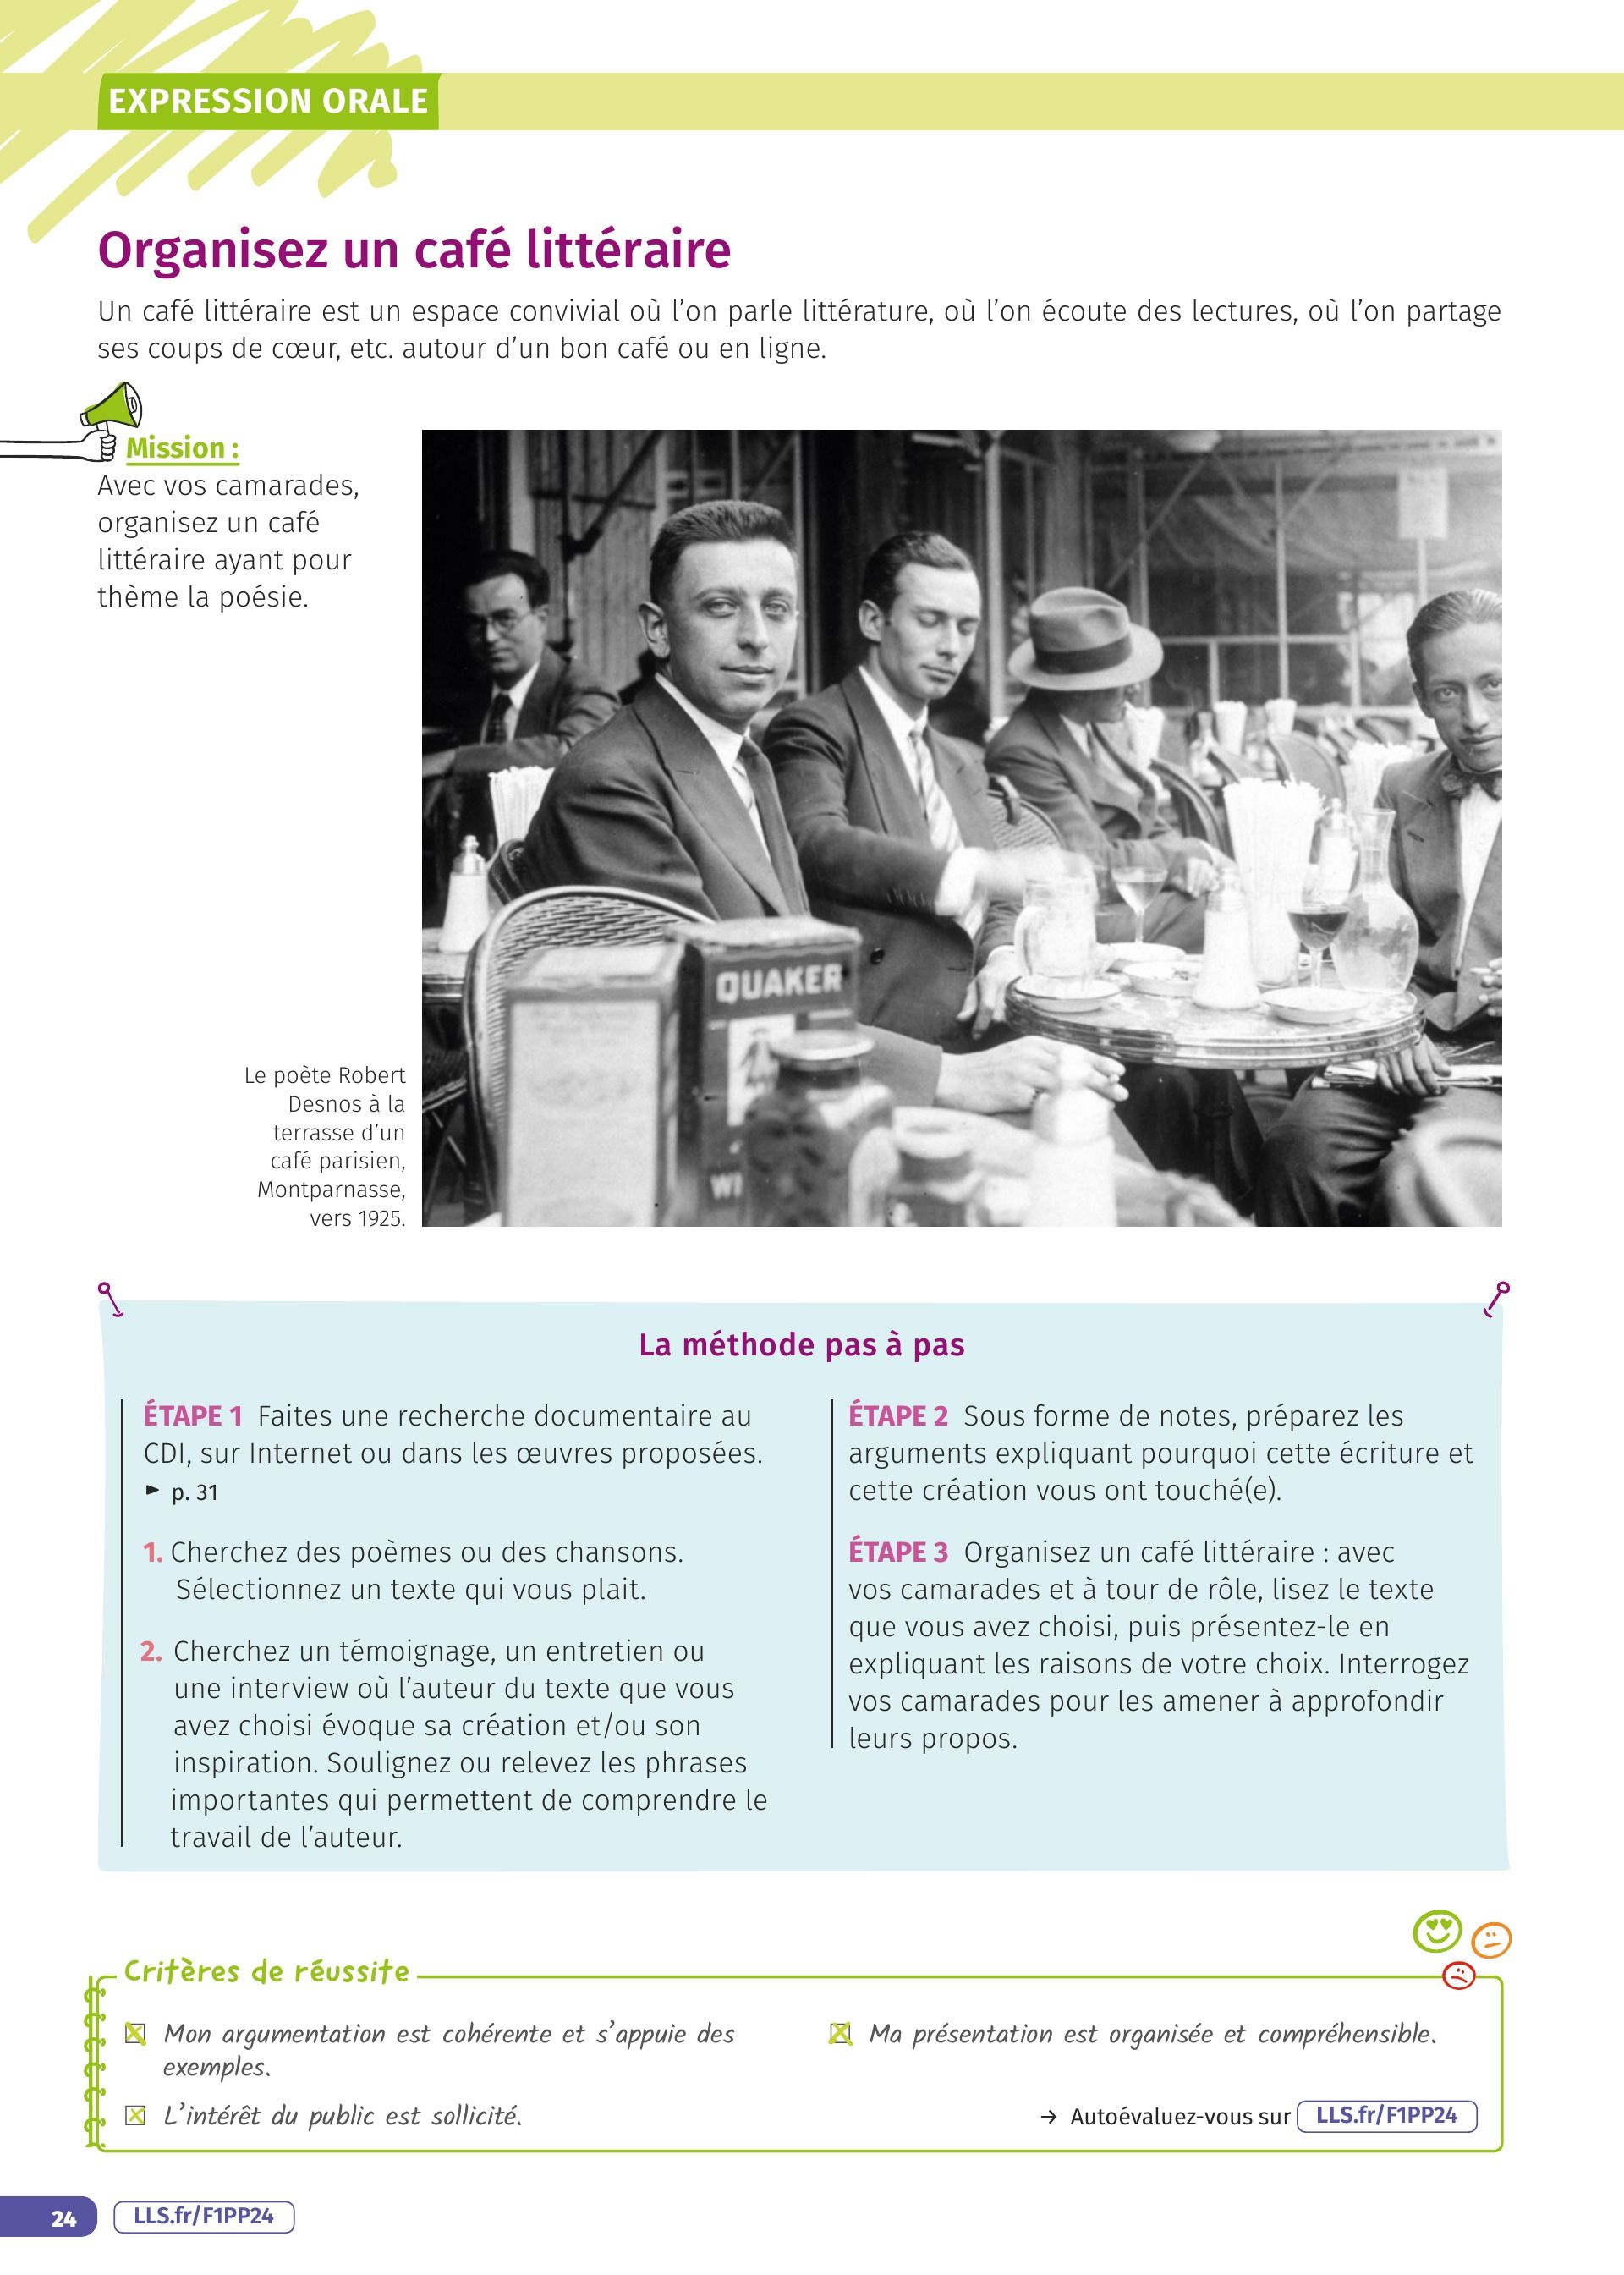 EXPRESSION ORALE
Organisez un café littéraire
Un café littéraire est un espace convivial où l’on parle littérature, où l’on écoute des lectures, où l’on partage
ses coups de cœur, etc. autour d’un bon café ou en ligne.
Mission :
Avec vos camarades,
organisez un café
littéraire ayant pour
thème la poésie.
QUAKER
WI
Le poète Robert
Desnos à la
terrasse d’un
café parisien,
Montparnasse,
vers 1925.
La méthode pas à pas
ÉTAPE 1 Faites une recherche documentaire au
CDI, sur Internet ou dans les œuvres proposées.
► p. 31
1. Cherchez des poèmes ou des chansons.
Sélectionnez un texte qui vous plait.
2. Cherchez un témoignage, un entretien ou
une interview où l’auteur du texte que vous
avez choisi évoque sa création et/ou son
inspiration. Soulignez ou relevez les phrases
importantes qui permettent de comprendre le
travail de l’auteur.
ÉTAPE 2 Sous forme de notes, préparez les
arguments expliquant pourquoi cette écriture et
cette création vous ont touché(e).
ÉTAPE 3 Organisez un café littéraire : avec
vos camarades et à tour de rôle, lisez le texte
que vous avez choisi, puis présentez-le en
expliquant les raisons de votre choix. Interrogez
vos camarades pour les amener à approfondir
leurs propos.
Critères de réussite
Mon argumentation est cohérente et s’appuie des
exemples.
L’intérêt du public est sollicité.
Ma présentation est organisée et compréhensible.
→ Autoévaluez-vous sur LLS.fr/F1PP24
24 LLS.fr/F1PP24